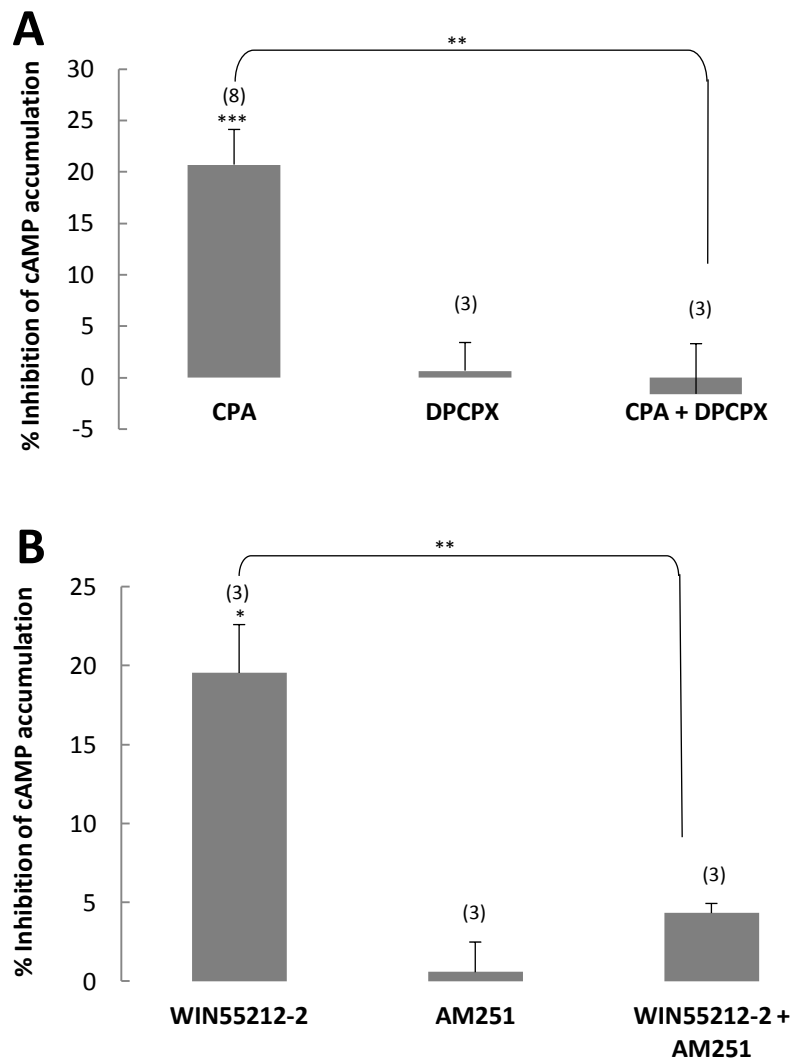 A
**
% Inhibition of cAMP accumulation
30
25
20
15
10
5
0
-5
(8)
***
(3)
(3)
CPA
DPCPX
CPA + DPCPX
B
**
% Inhibition of cAMP accumulation
25
20
15
10
5
0
(3)
*
(3)
(3)
WIN55212-2
AM251
WIN55212-2 +
AM251